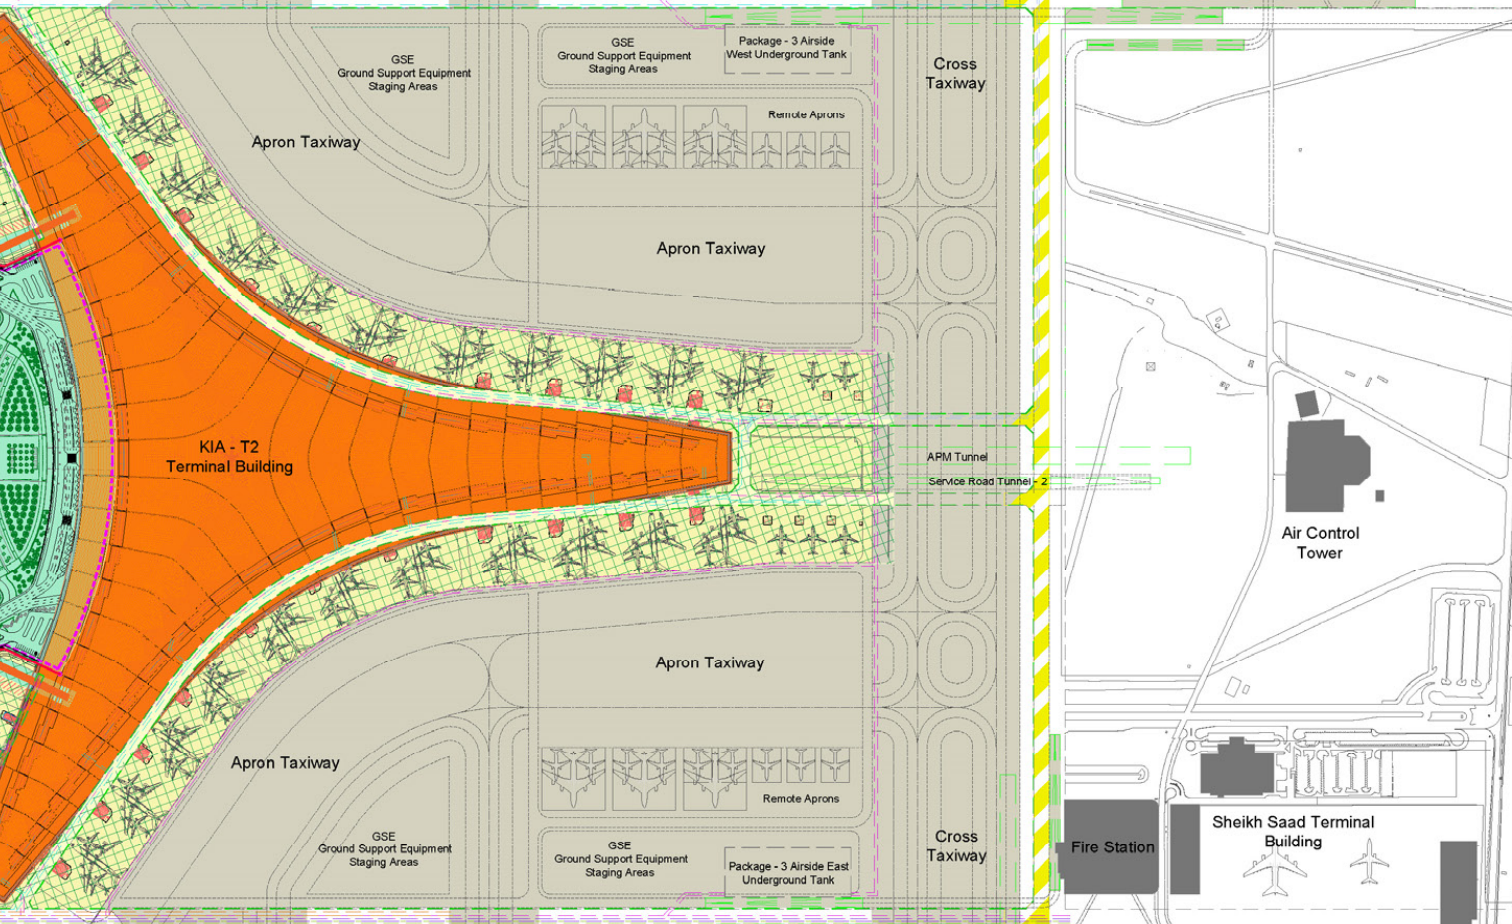 GSE
Ground Support Equipment
Staging Areas
GSE
Ground Support Equipment
Staging Areas
Package - 3 Airside
West Underground Tank
Cross
Taxiway
Remote Aprons
Apron Taxiway
Apron Taxiway
KIA - T2
Terminal Building
APM Tunnel
Service Road Tunnel - 2
Air Control
Tower
Apron Taxiway
Apron Taxiway
Remote Aprons
GSE
Ground Support Equipment
Staging Areas
GSE
Ground Support Equipment
Staging Areas
Package - 3 Airside East
Underground Tank
Cross
Taxiway
Fire Station
Sheikh Saad Terminal
Building